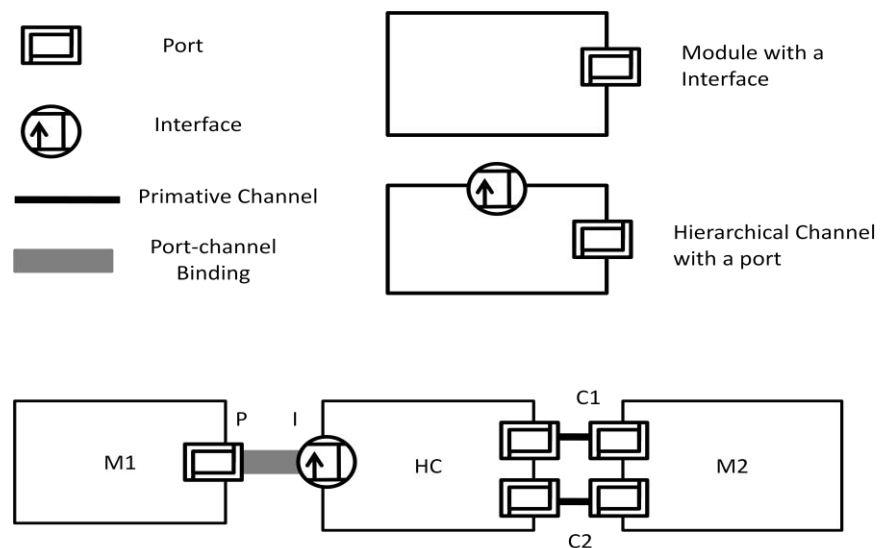 Port
Interface
Primative Channel
Port-channel
Binding
Module with a
Interface
Hierarchical Channel
with a port
C1
P
I
M1
HC
M2
C2